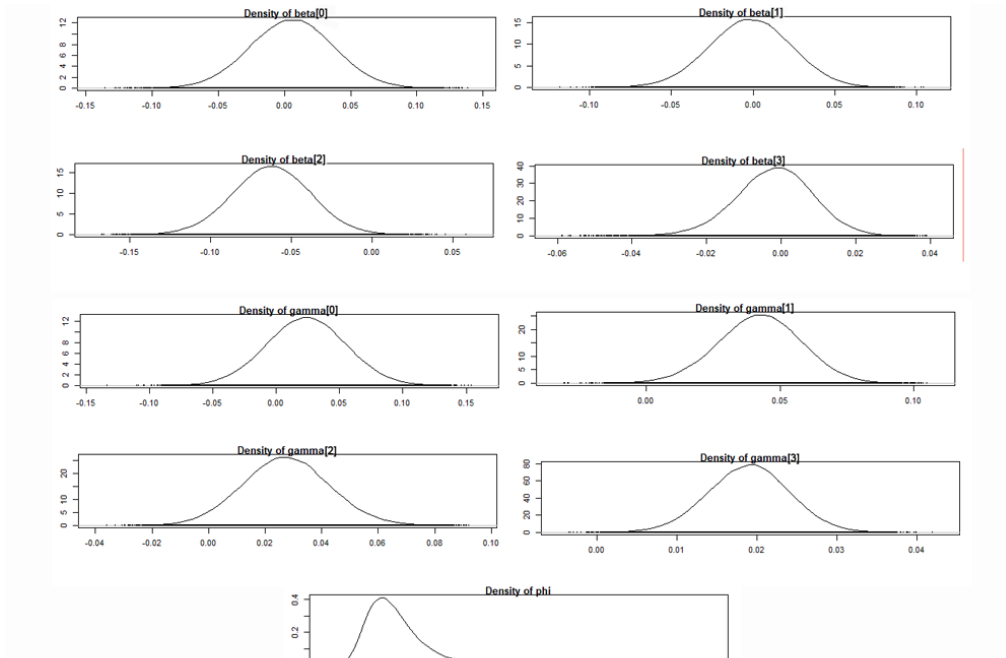 Density of beta[0]
0 2 4 6 8 12
-0.15 -0.10 -0.05 0.00 0.05 0.10 0.15
Density of beta[1]
0 5 10 15
-0.10 -0.05 0.00 0.05 0.10
Density of beta[2]
0 5 10 15
-0.15 -0.10 -0.05 0.00 0.05
Density of beta[3]
0 10 20 30 40
-0.06 -0.04 -0.02 0.00 0.02 0.04
Density of gamma[0]
0 2 4 6 8 12
-0.15 -0.10 -0.05 0.00 0.05 0.10 0.15
Density of gamma[1]
0 5 10 20
0.00 0.05 0.10
Density of gamma[2]
0 5 10 20
-0.04 -0.02 0.00 0.02 0.04 0.06 0.08 0.10
Density of gamma[3]
0 20 40 60 80
0.00 0.01 0.02 0.03 0.04
Density of phi
0.2 0.4